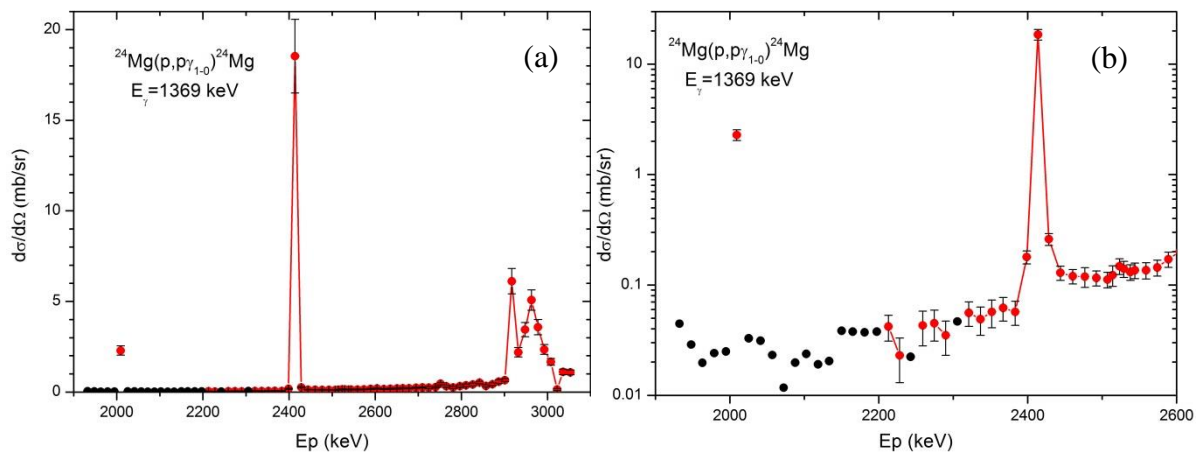 (a)
²⁴Mg(p,pγ₁₋₀)²⁴Mg
E_γ=1369 keV
dσ/dΩ (mb/sr)
20
15
10
5
0
2000 2200 2400 2600 2800 3000
Ep (keV)
(b)
²⁴Mg(p,pγ₁₋₀)²⁴Mg
E_γ=1369 keV
dσ/dΩ (mb/sr)
10
1
0.1
0.01
2000 2200 2400 2600
Ep (keV)